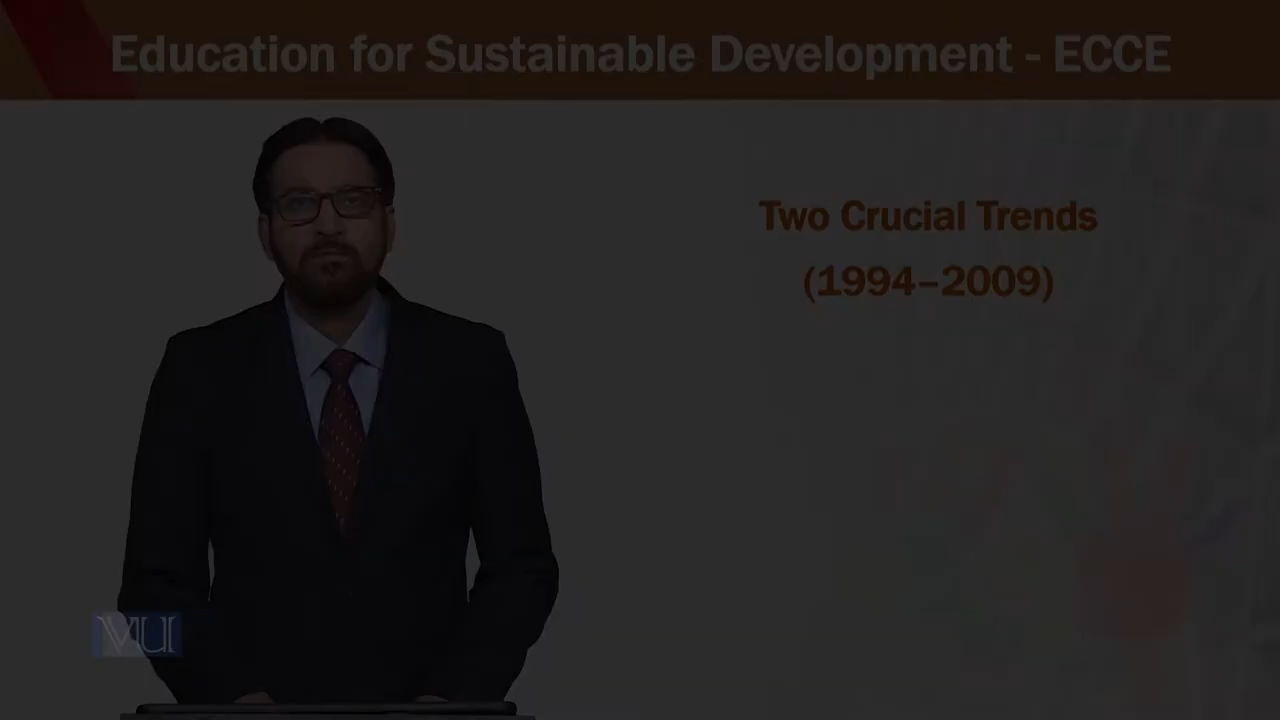 Education for Sustainable Development - ECCE
Two Crucial Trends
(1994–2009)
VU